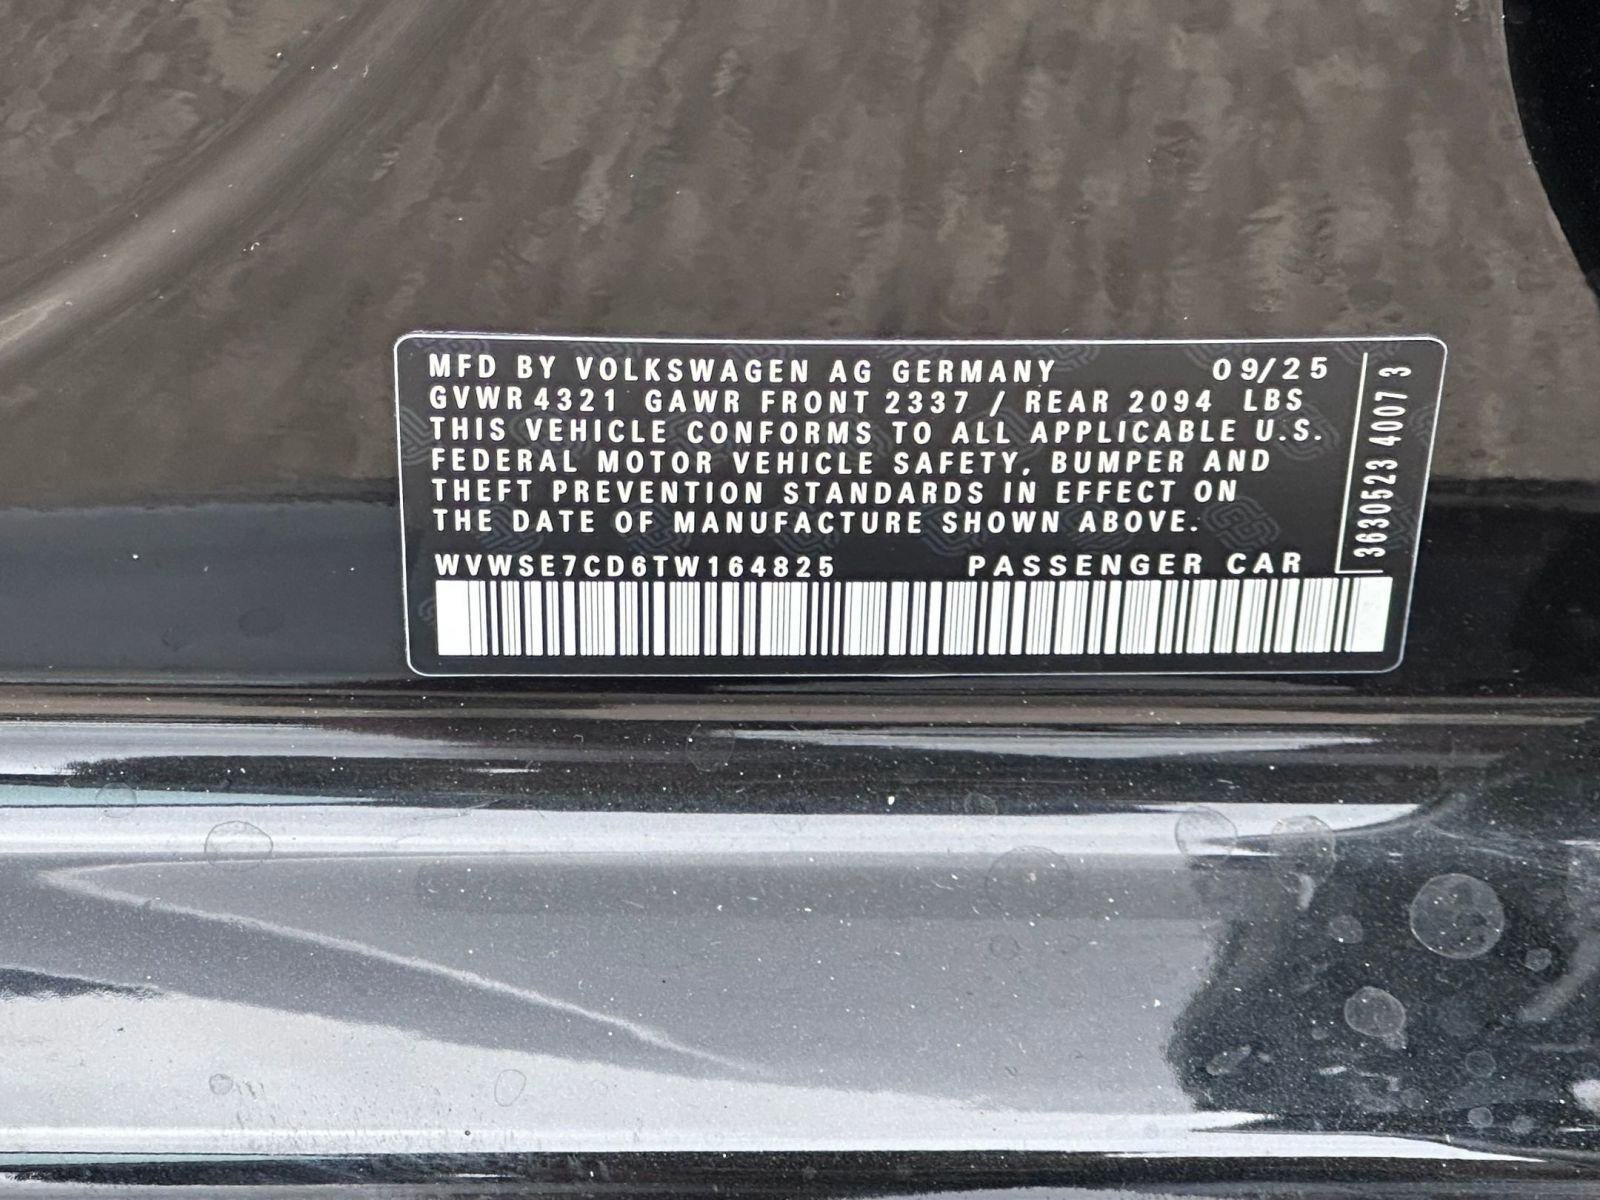 MFD BY VOLKSWAGEN AG GERMANY 09/25
GVWR 4321 GAWR FRONT 2337 / REAR 2094 LBS
THIS VEHICLE CONFORMS TO ALL APPLICABLE U.S.
FEDERAL MOTOR VEHICLE SAFETY, BUMPER AND
THEFT PREVENTION STANDARDS IN EFFECT ON
THE DATE OF MANUFACTURE SHOWN ABOVE.
WVWSE7CD6TW164825 PASSENGER CAR
3630523 4007 3